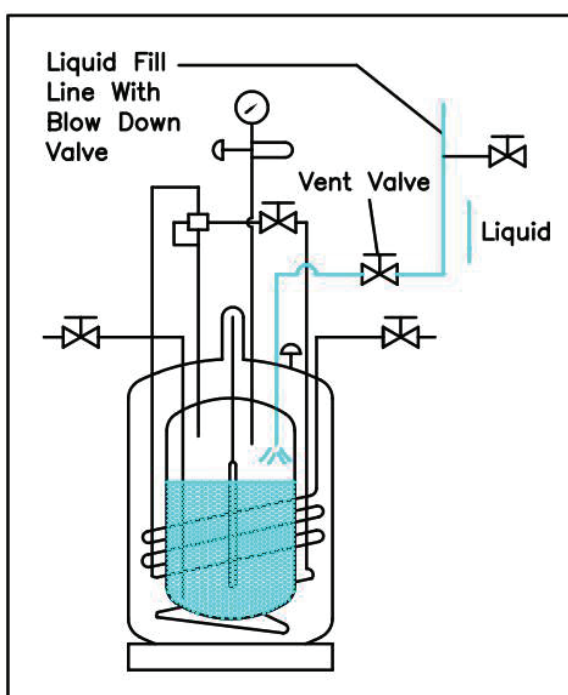 Liquid Fill
Line With
Blow Down
Valve
Vent Valve
Liquid